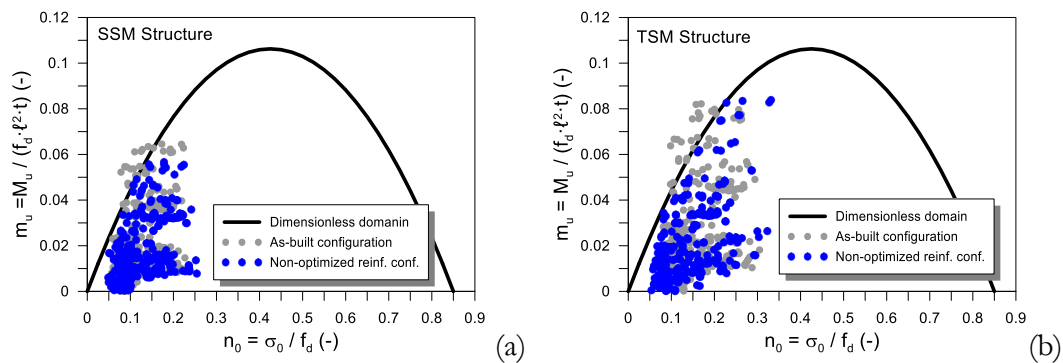 SSM Structure
0.12
0.1
0.08
0.06
0.04
0.02
0
m_u =M_u / (f_d·ℓ²·t) (-)
Dimensionless domanin
As-built configuration
Non-optimized reinf. conf.
0 0.1 0.2 0.3 0.4 0.5 0.6 0.7 0.8 0.9
n_0 = σ_0 / f_d (-)
(a)
TSM Structure
0.12
0.1
0.08
0.06
0.04
0.02
0
m_u = M_u / (f_d·ℓ²·t) (-)
Dimensionless domain
As-built configuration
Non-optimized reinf. conf.
0 0.1 0.2 0.3 0.4 0.5 0.6 0.7 0.8 0.9
n_0 = σ_0 / f_d (-)
(b)